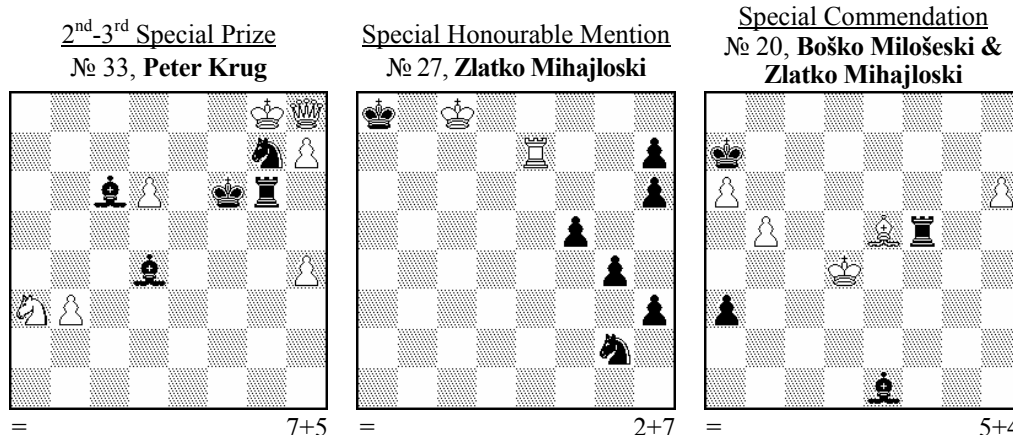 2nd-3rd Special Prize
№ 33, Peter Krug
= 7+5
Special Honourable Mention
№ 27, Zlatko Mihajloski
= 2+7
Special Commendation
№ 20, Boško Milošeski &
Zlatko Mihajloski
= 5+4